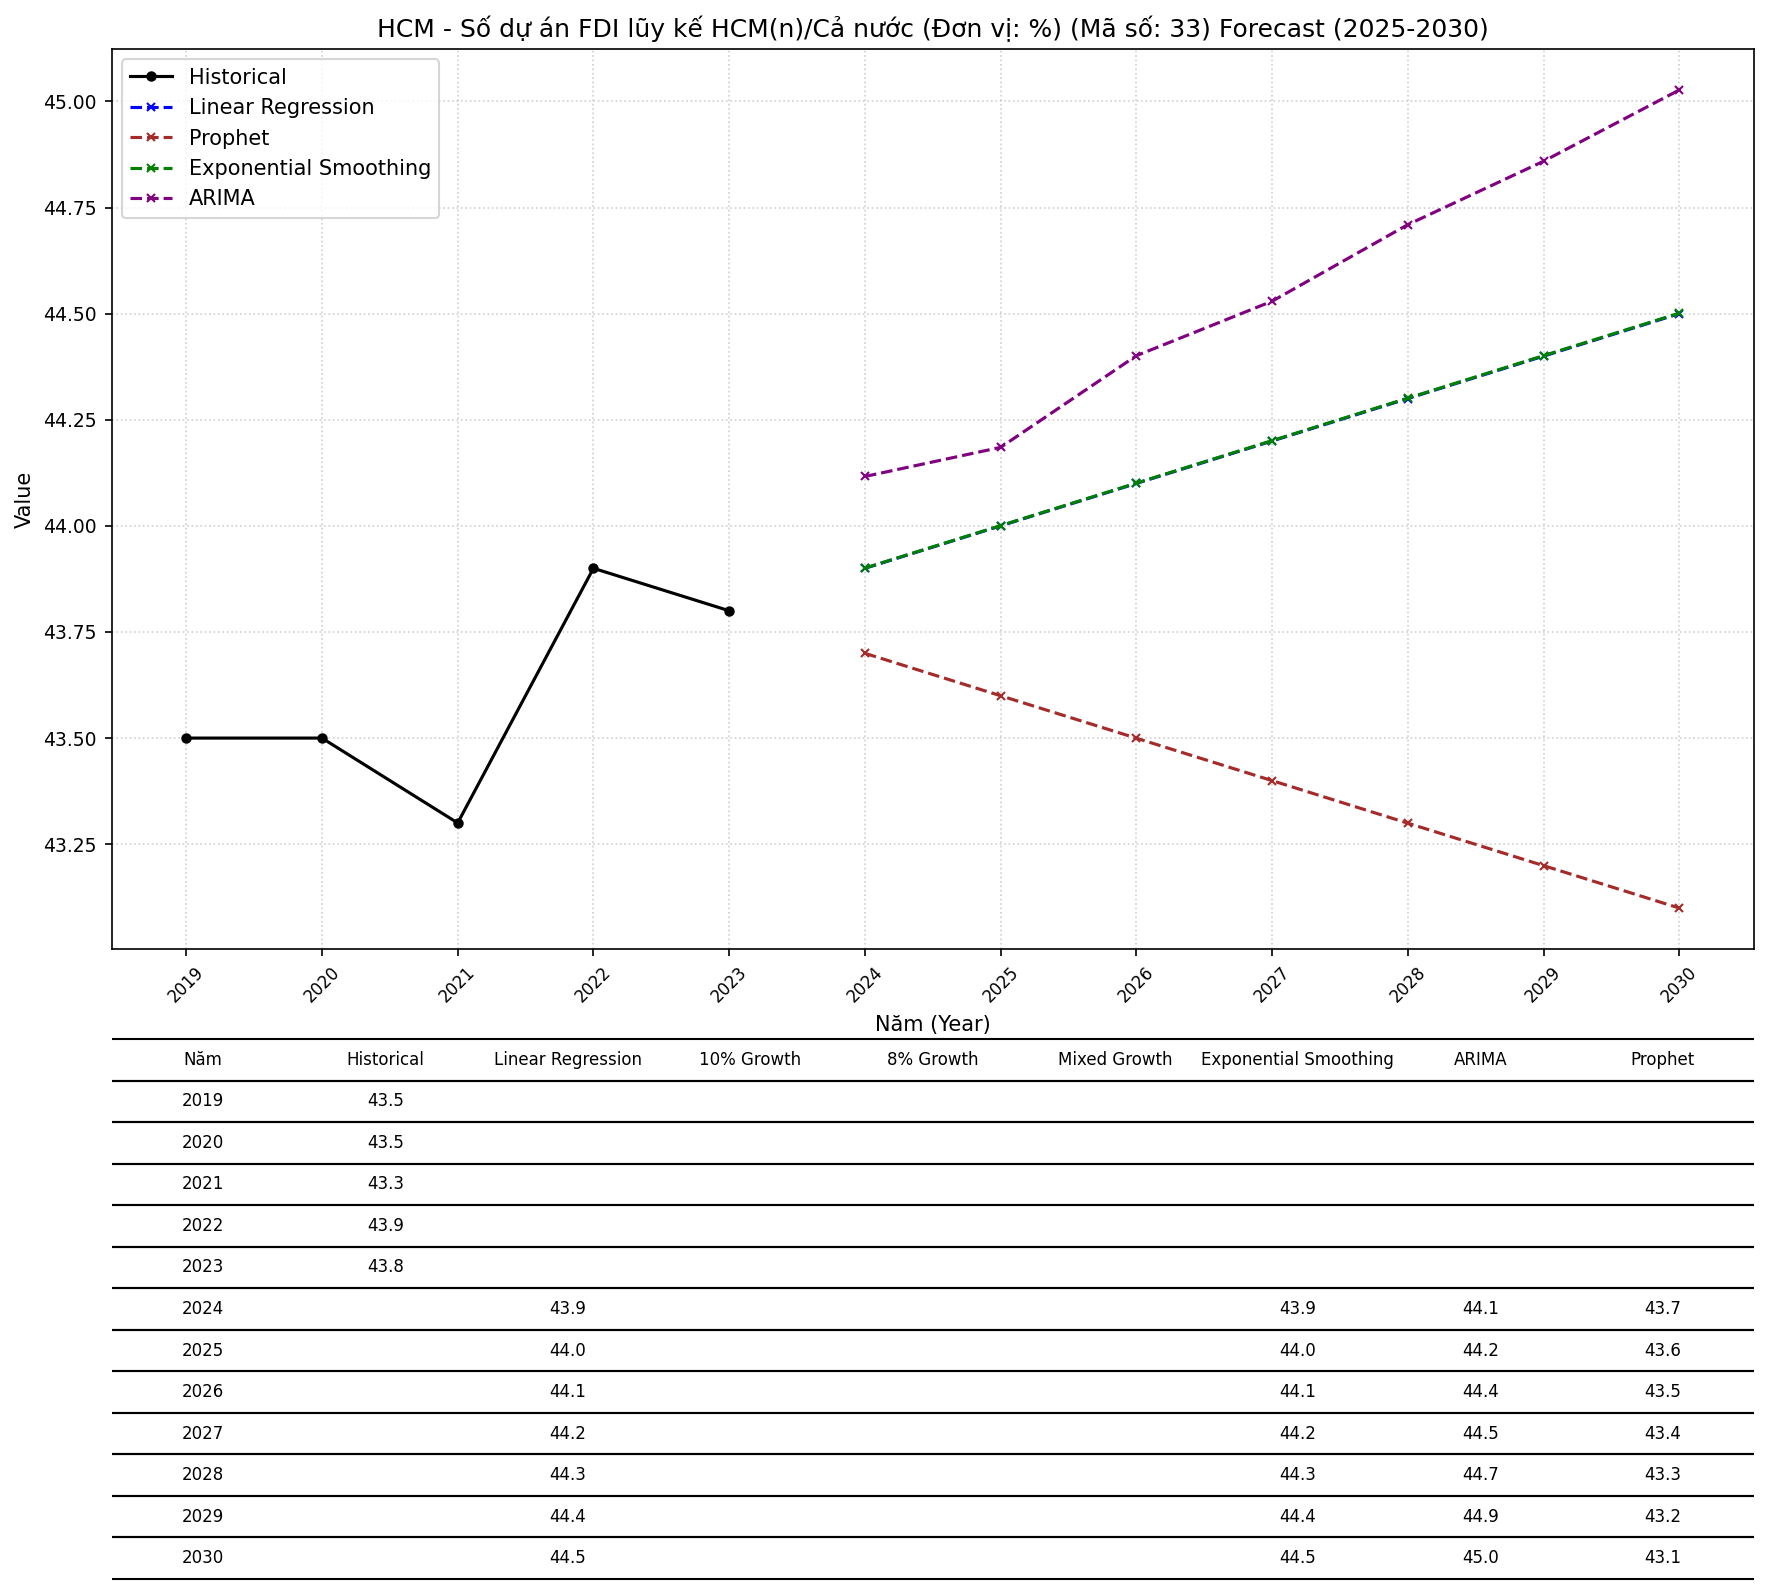 HCM - Số dự án FDI lũy kế HCM(n)/Cả nước (Đơn vị: %) (Mã số: 33) Forecast (2025-2030)
Historical
Linear Regression
Prophet
Exponential Smoothing
ARIMA
Value
45.00
44.75
44.50
44.25
44.00
43.75
43.50
43.25
2019 2020 2021 2022 2023 2024 2025 2026 2027 2028 2029 2030
Năm (Year)
Năm Historical Linear Regression 10% Growth 8% Growth Mixed Growth Exponential Smoothing ARIMA Prophet
2019 43.5
2020 43.5
2021 43.3
2022 43.9
2023 43.8
2024 43.9 43.9 44.1 43.7
2025 44.0 44.0 44.2 43.6
2026 44.1 44.1 44.4 43.5
2027 44.2 44.2 44.5 43.4
2028 44.3 44.3 44.7 43.3
2029 44.4 44.4 44.9 43.2
2030 44.5 44.5 45.0 43.1